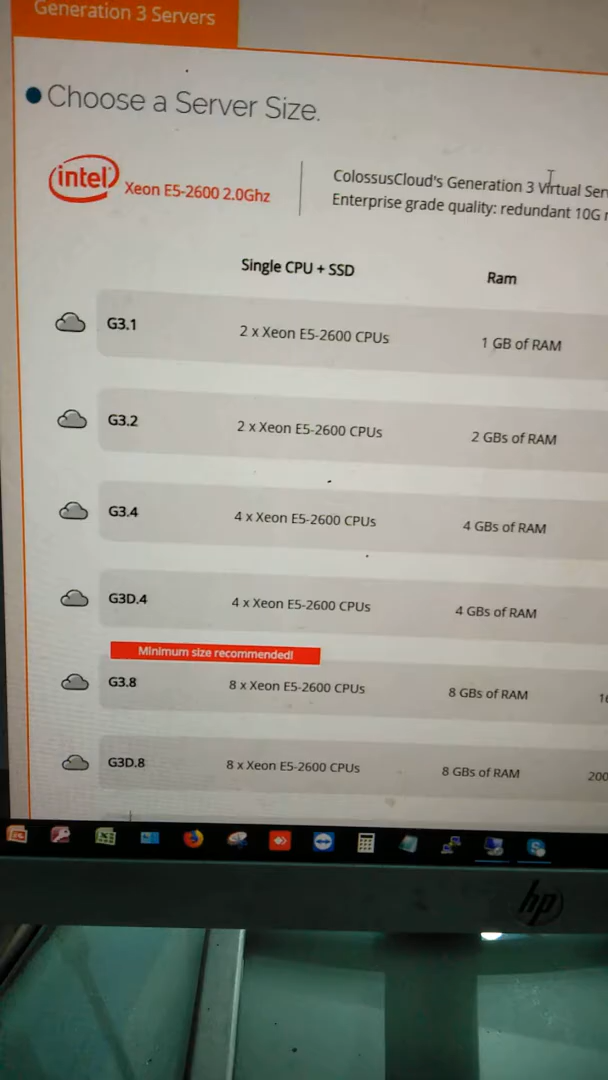 Generation 3 Servers
Choose a Server Size.
intel Xeon E5-2600 2.0Ghz
ColossusCloud's Generation 3 Virtual Ser
Enterprise grade quality: redundant 10G
Single CPU + SSD Ram
G3.1 2 x Xeon E5-2600 CPUs 1 GB of RAM
G3.2 2 x Xeon E5-2600 CPUs 2 GBs of RAM
G3.4 4 x Xeon E5-2600 CPUs 4 GBs of RAM
G3D.4 4 x Xeon E5-2600 CPUs 4 GBs of RAM
Minimum size recommended!
G3.8 8 x Xeon E5-2600 CPUs 8 GBs of RAM 16
G3D.8 8 x Xeon E5-2600 CPUs 8 GBs of RAM 200
hp